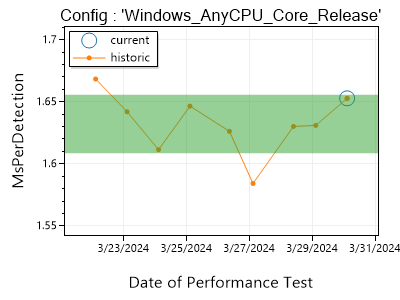 Config : 'Windows_AnyCPU_Core_Release'
current
historic
MsPerDetection
1.7
1.65
1.6
1.55
3/23/2024 3/25/2024 3/27/2024 3/29/2024 3/31/2024
Date of Performance Test